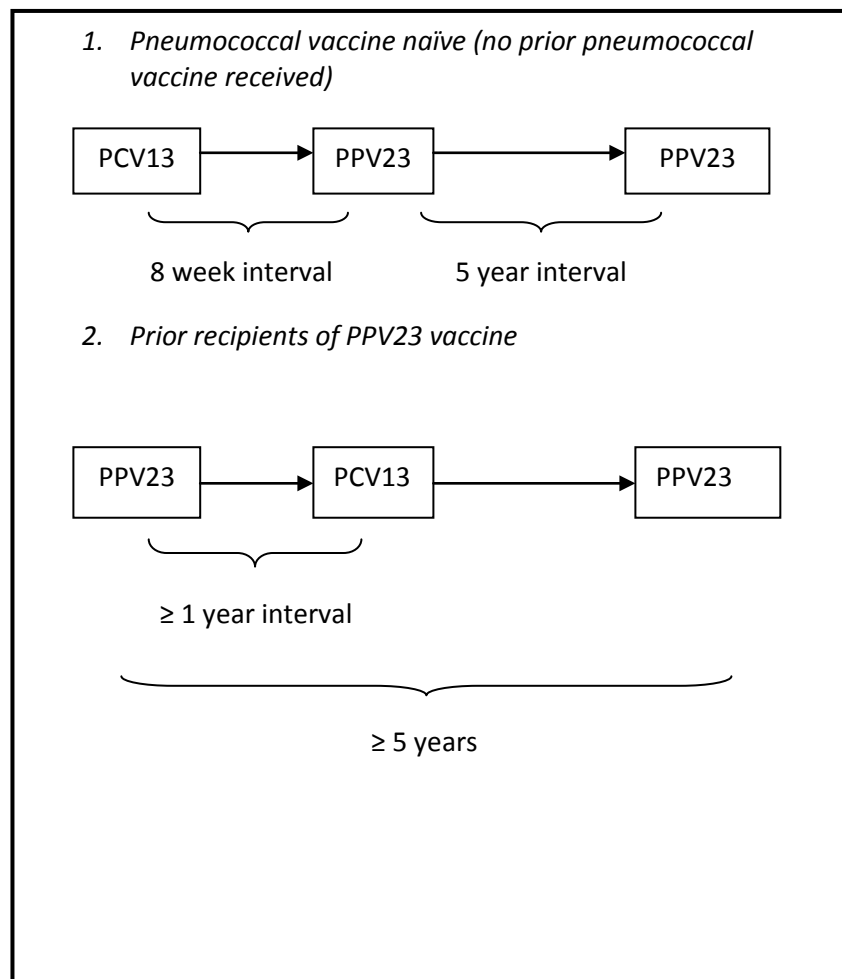 1. Pneumococcal vaccine naïve (no prior pneumococcal
vaccine received)
PCV13 PPV23 PPV23
8 week interval 5 year interval
2. Prior recipients of PPV23 vaccine
PPV23 PCV13 PPV23
≥ 1 year interval
≥ 5 years